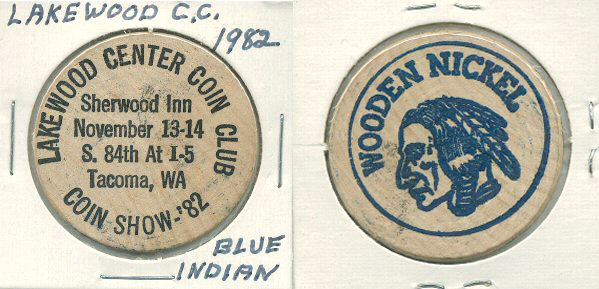 LAKEWOOD C.C.
1982
LAKEWOOD CENTER COIN CLUB
Sherwood Inn
November 13-14
S. 84th At I-5
Tacoma, WA
COIN SHOW-'82
BLUE
INDIAN
WOODEN NICKEL